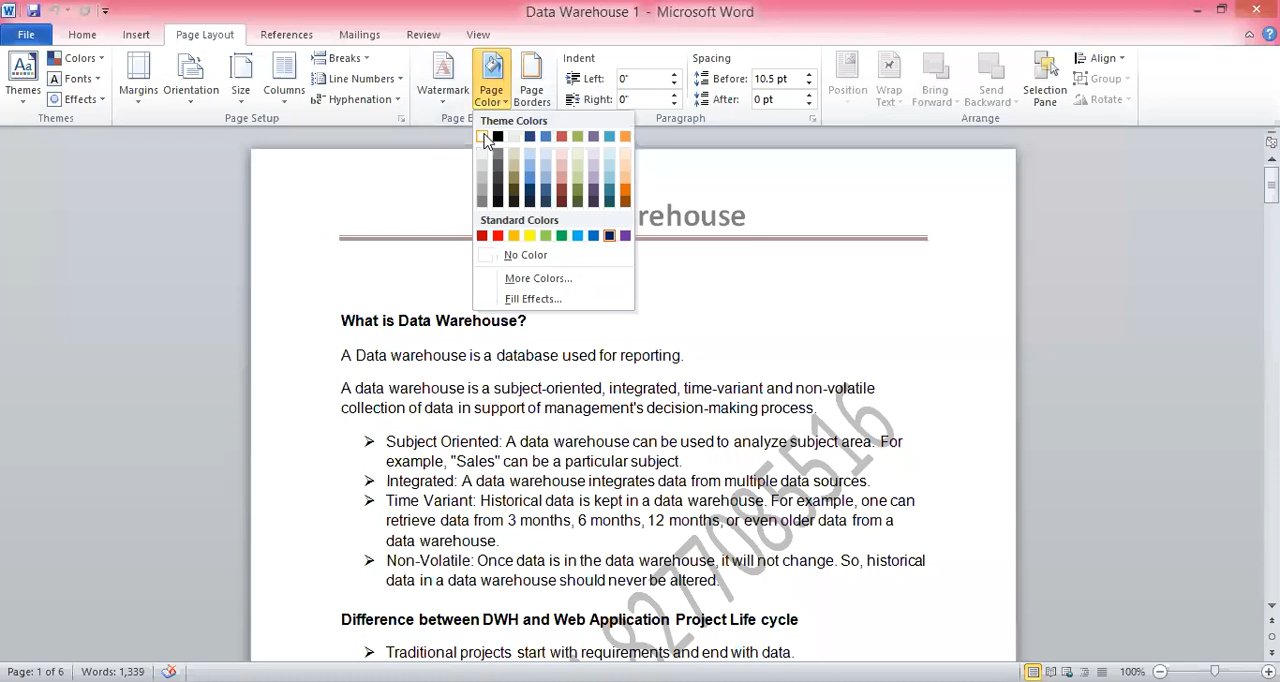 Data Warehouse 1 - Microsoft Word
File Home Insert Page Layout References Mailings Review View
Themes Colors Fonts Effects Themes
Margins Orientation Size Columns Breaks Line Numbers Hyphenation Page Setup
Watermark Page Color Page Borders
Indent Left: 0" Right: 0" Spacing Before: 10.5 pt After: 0 pt Paragraph
Position Wrap Text Bring Forward Send Backward Selection Pane Align Group Rotate Arrange
Theme Colors
Standard Colors
No Color
More Colors...
Fill Effects...
What is Data Warehouse?
A Data warehouse is a database used for reporting.
A data warehouse is a subject-oriented, integrated, time-variant and non-volatile
collection of data in support of management's decision-making process.
Subject Oriented: A data warehouse can be used to analyze subject area. For
example, "Sales" can be a particular subject.
Integrated: A data warehouse integrates data from multiple data sources.
Time Variant: Historical data is kept in a data warehouse. For example, one can
retrieve data from 3 months, 6 months, 12 months, or even older data from a
data warehouse.
Non-Volatile: Once data is in the data warehouse, it will not change. So, historical
data in a data warehouse should never be altered.
Difference between DWH and Web Application Project Life cycle
Traditional projects start with requirements and end with data.
Page: 1 of 6 Words: 1,339 100%